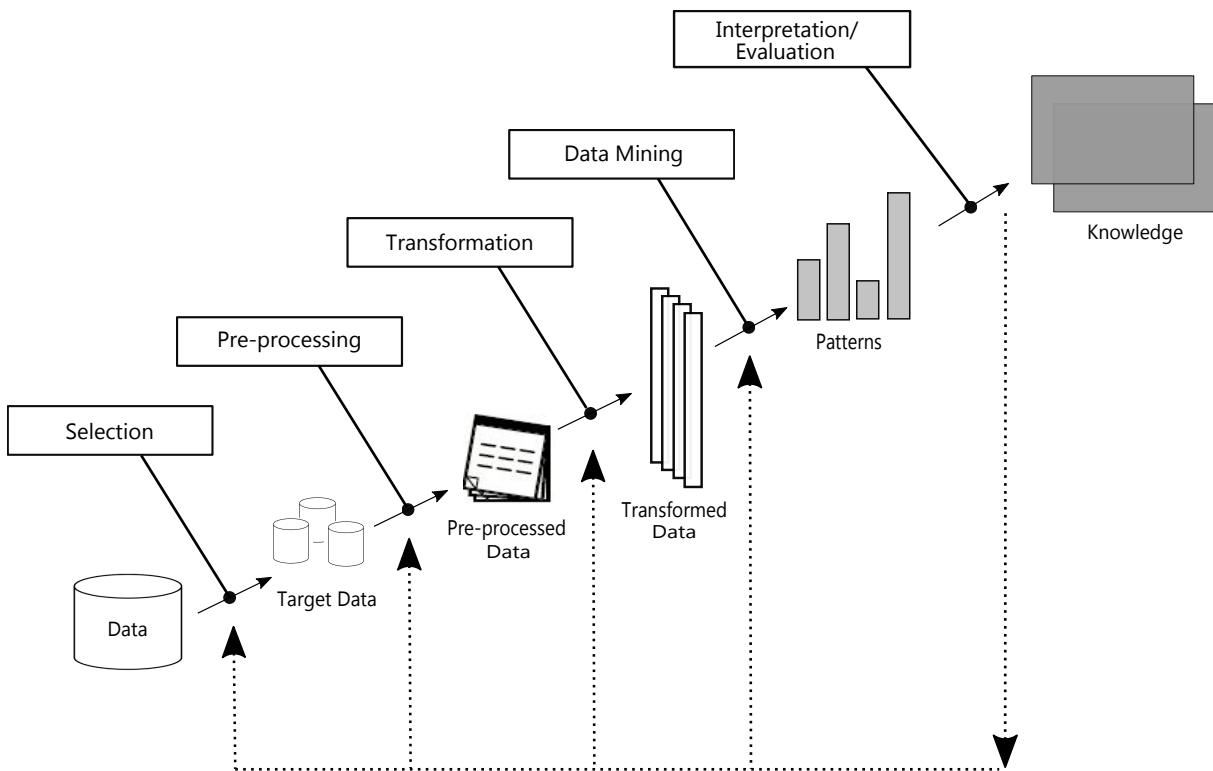 Interpretation/
Evaluation
Data Mining
Knowledge
Transformation
Patterns
Pre-processing
Selection
Transformed
Data
Pre-processed
Data
Target Data
Data